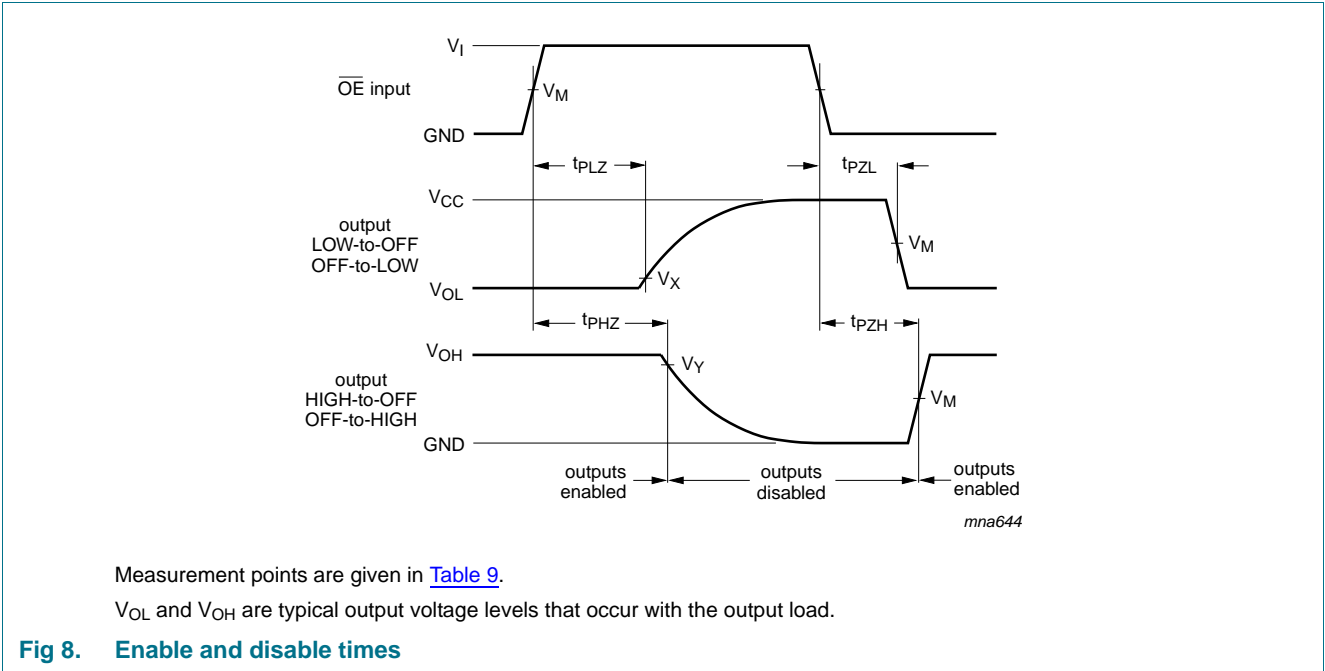 V_I
O̅E̅ input
V_M
GND
t_PLZ
t_PZL
V_CC
output
LOW-to-OFF
OFF-to-LOW
V_M
V_X
V_OL
t_PHZ
t_PZH
V_OH
V_Y
output
HIGH-to-OFF
OFF-to-HIGH
V_M
GND
outputs
enabled
outputs
disabled
outputs
enabled
mna644
Measurement points are given in Table 9.
V_OL and V_OH are typical output voltage levels that occur with the output load.
Fig 8. Enable and disable times